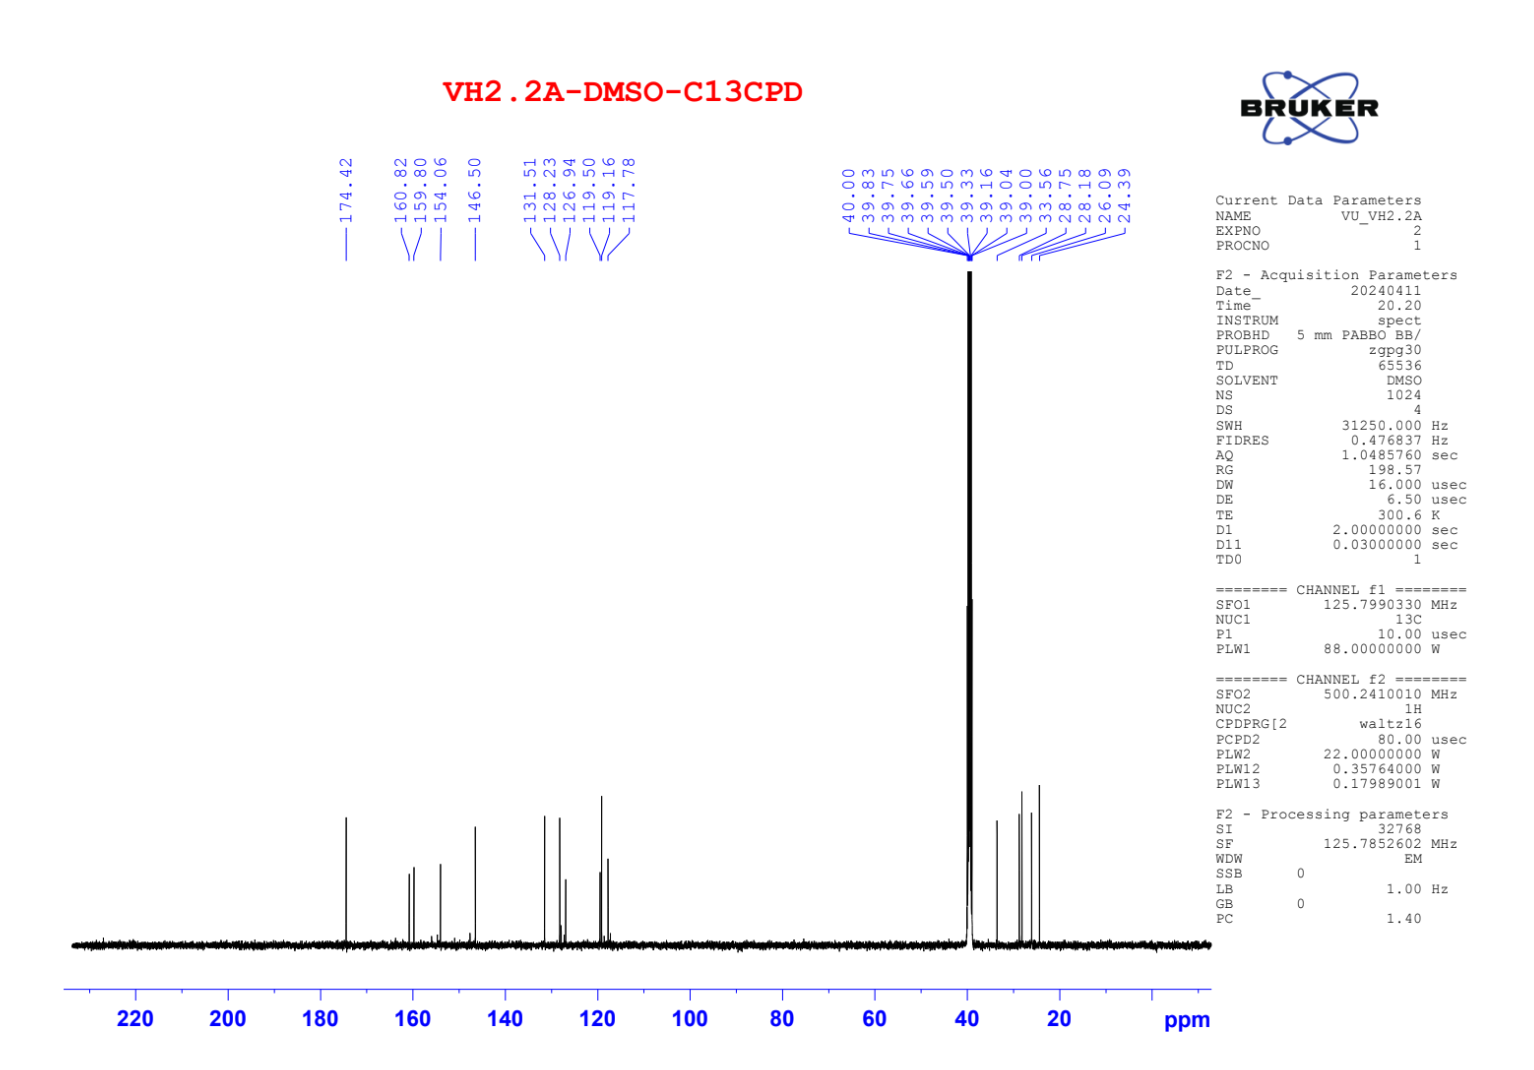 VH2.2A-DMSO-C13CPD
BRUKER
174.42
160.82
159.80
154.06
146.50
131.51
128.23
126.94
119.50
119.16
117.78
40.00
39.83
39.75
39.66
39.59
39.50
39.33
39.16
39.04
39.00
33.56
28.75
28.18
26.09
24.39
Current Data Parameters
NAME VU_VH2.2A
EXPNO 2
PROCNO 1
F2 - Acquisition Parameters
Date_ 20240411
Time 20.20
INSTRUM spect
PROBHD 5 mm PABBO BB/
PULPROG zgpg30
TD 65536
SOLVENT DMSO
NS 1024
DS 4
SWH 31250.000 Hz
FIDRES 0.476837 Hz
AQ 1.0485760 sec
RG 198.57
DW 16.000 usec
DE 6.50 usec
TE 300.6 K
D1 2.00000000 sec
D11 0.03000000 sec
TD0 1
======== CHANNEL f1 ========
SFO1 125.7990330 MHz
NUC1 13C
P1 10.00 usec
PLW1 88.00000000 W
======== CHANNEL f2 ========
SFO2 500.2410010 MHz
NUC2 1H
CPDPRG[2 waltz16
PCPD2 80.00 usec
PLW2 22.00000000 W
PLW12 0.35764000 W
PLW13 0.17989001 W
F2 - Processing parameters
SI 32768
SF 125.7852602 MHz
WDW EM
SSB 0
LB 1.00 Hz
GB 0
PC 1.40
220 200 180 160 140 120 100 80 60 40 20 ppm